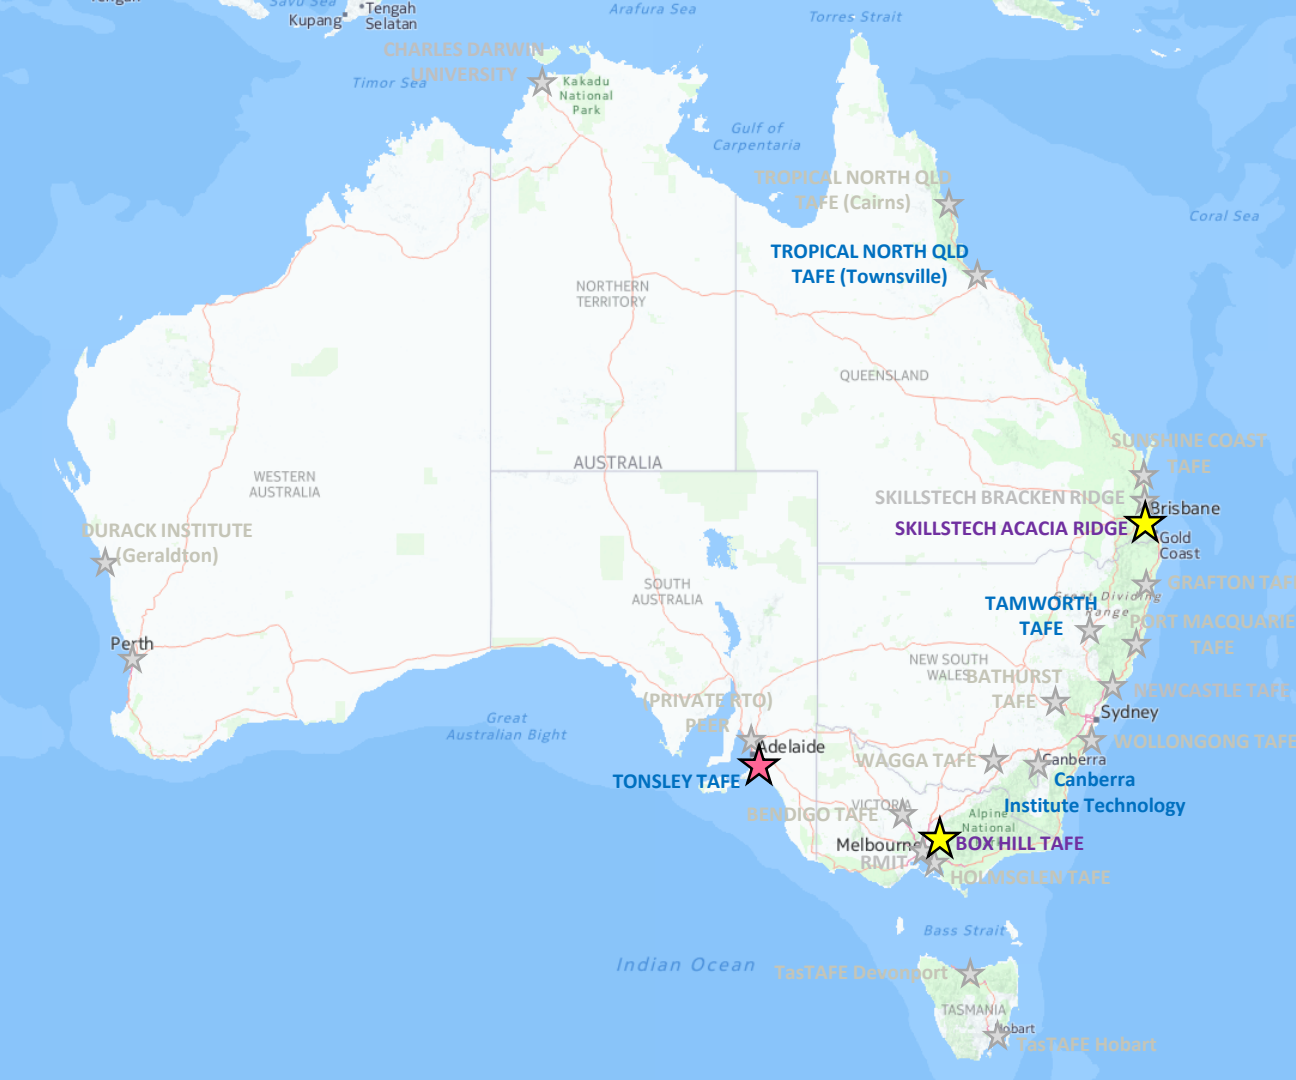 Savu Sea
Kupang
Tengah
Selatan
Arafura Sea
Torres Strait
CHARLES DARWIN
UNIVERSITY
Timor Sea
Kakadu
National
Park
Gulf of
Carpentaria
TROPICAL NORTH QLD
TAFE (Cairns)
Coral Sea
TROPICAL NORTH QLD
TAFE (Townsville)
NORTHERN
TERRITORY
QUEENSLAND
SUNSHINE COAST
TAFE
AUSTRALIA
WESTERN
AUSTRALIA
SKILLSTECH BRACKEN RIDGE
Brisbane
SKILLSTECH ACACIA RIDGE
Gold
Coast
DURACK INSTITUTE
(Geraldton)
SOUTH
AUSTRALIA
GRAFTON TAFE
Great Dividing
Range
TAMWORTH
TAFE
PORT MACQUARIE
TAFE
Perth
NEW SOUTH
WALES
BATHURST
TAFE
NEWCASTLE TAFE
(PRIVATE RTO)
PEER
Sydney
Great
Australian Bight
WOLLONGONG TAFE
Adelaide
WAGGA TAFE
Canberra
TONSLEY TAFE
Canberra
Institute Technology
VICTORIA
BENDIGO TAFE
Alpine
National
Melbourne
BOX HILL TAFE
RMIT
HOLMSGLEN TAFE
Bass Strait
Indian Ocean
TasTAFE Devonport
TASMANIA
Hobart
TasTAFE Hobart